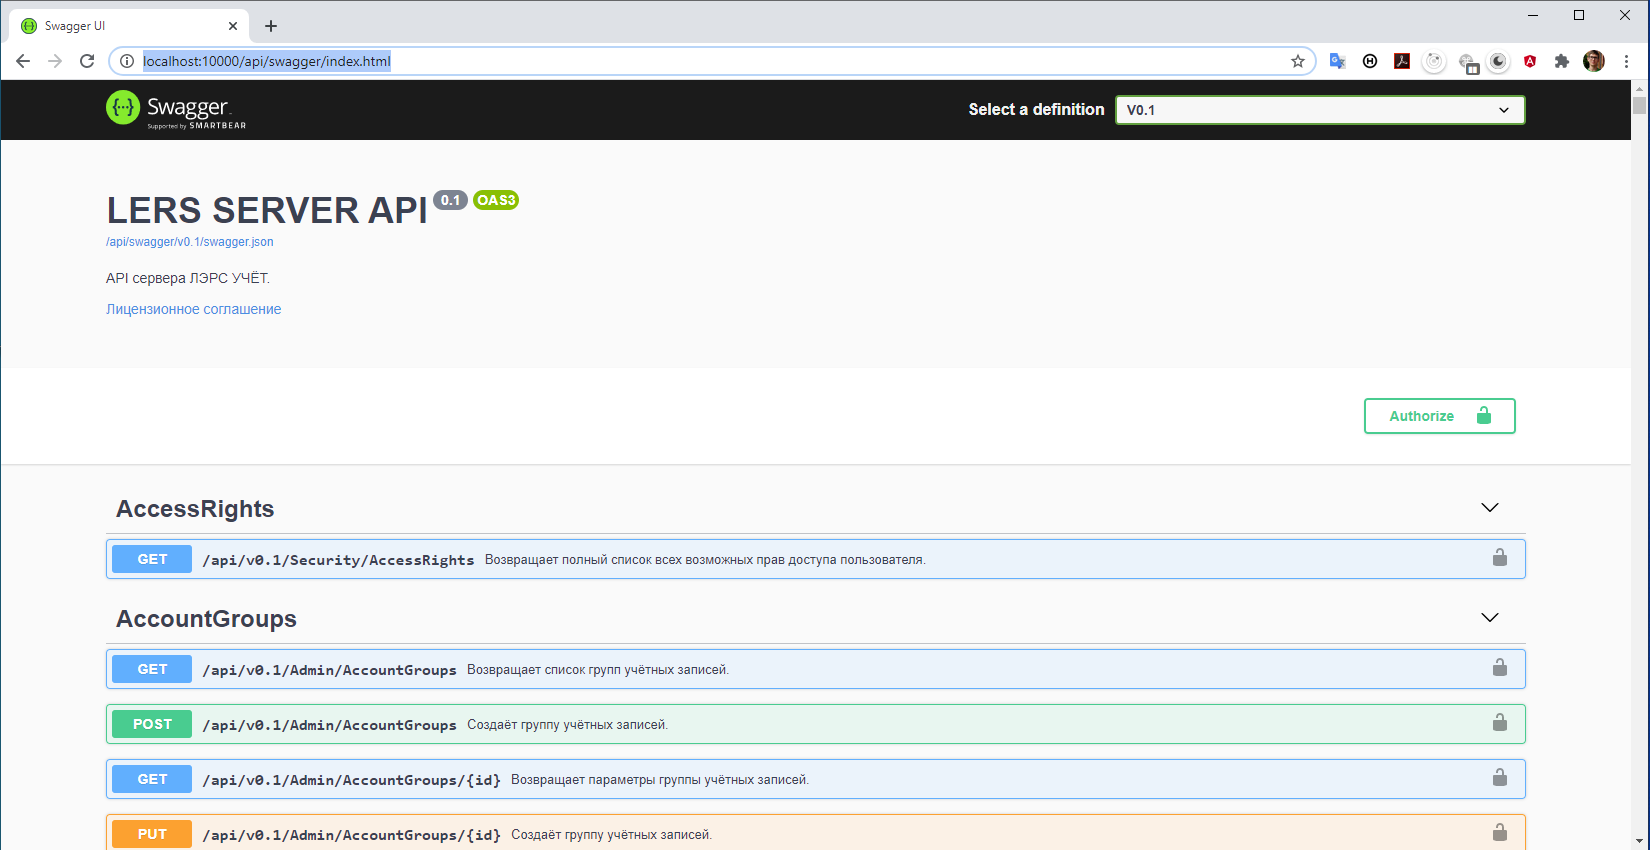 Swagger UI
localhost:10000/api/swagger/index.html
Swagger
Supported by SMARTBEAR
Select a definition
V0.1
LERS SERVER API 0.1 OAS3
/api/swagger/v0.1/swagger.json
API сервера ЛЭРС УЧЁТ.
Лицензионное соглашение
Authorize
AccessRights
GET /api/v0.1/Security/AccessRights Возвращает полный список всех возможных прав доступа пользователя.
AccountGroups
GET /api/v0.1/Admin/AccountGroups Возвращает список групп учётных записей.
POST /api/v0.1/Admin/AccountGroups Создаёт группу учётных записей.
GET /api/v0.1/Admin/AccountGroups/{id} Возвращает параметры группы учётных записей.
PUT /api/v0.1/Admin/AccountGroups/{id} Создаёт группу учётных записей.